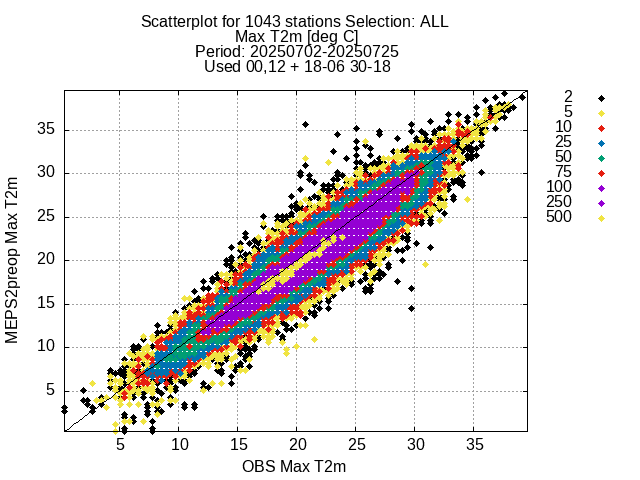 Scatterplot for 1043 stations Selection: ALL
Max T2m [deg C]
Period: 20250702-20250725
Used 00,12 + 18-06 30-18
2
5
10
25
50
75
100
250
500
35
30
25
20
15
10
5
MEPS2preop Max T2m
5 10 15 20 25 30 35
OBS Max T2m